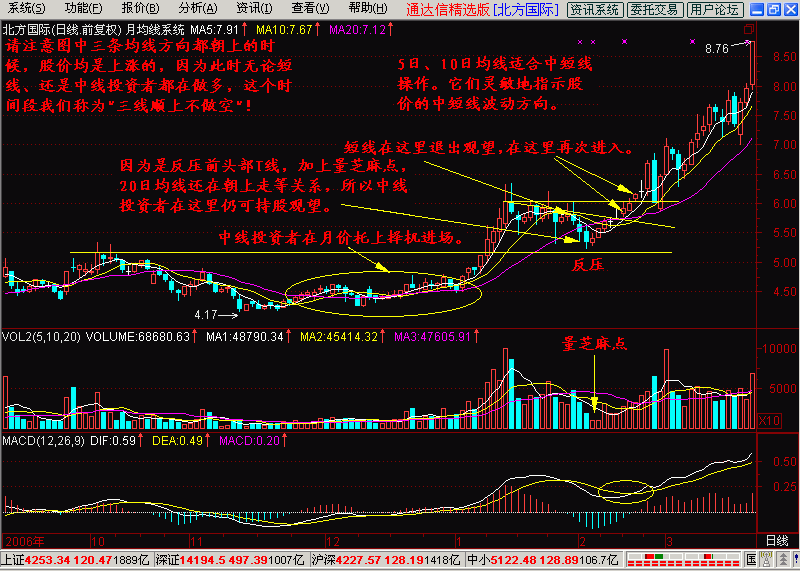 系统(S) 功能(F) 报价(B) 分析(A) 资讯(I) 查看(V) 帮助(H) 通达信精选版 [北方国际] 资讯系统 委托交易 用户论坛
北方国际(日线.前复权) 月均线系统 MA5:7.91↑ MA10:7.67↑ MA20:7.12↑
请注意图中三条均线方向都朝上的时
候，股价均是上涨的，因为此时无论短
线、还是中线投资者都在做多，这个时
间段我们称为"三线顺上不做空"！
5日、10日均线适合中短线
操作。它们灵敏地指示股
价的中短线波动方向。
8.76
8.50
8.00
7.50
7.00
6.50
6.00
5.50
5.00
4.50
短线在这里退出观望,在这里再次进入。
因为是反压前头部T线，加上量芝麻点，
20日均线还在朝上走等关系，所以中线
投资者在这里仍可持股观望。
中线投资者在月价托上择机进场。
反压
4.17
VOL2(5,10,20) VOLUME:68680.63↑ MA1:48790.34↑ MA2:45414.32↑ MA3:47605.91↑
量芝麻点
10000
5000
X10
MACD(12,26,9) DIF:0.59↑ DEA:0.49↑ MACD:0.20↑
0.50
0.25
2006年 10 11 12 1 2 3 日线
上证4253.34 120.47 1889亿 深证14194.5 497.39 1007亿 沪深4227.57 128.19 1418亿 中小5122.48 128.89 106.7亿 国